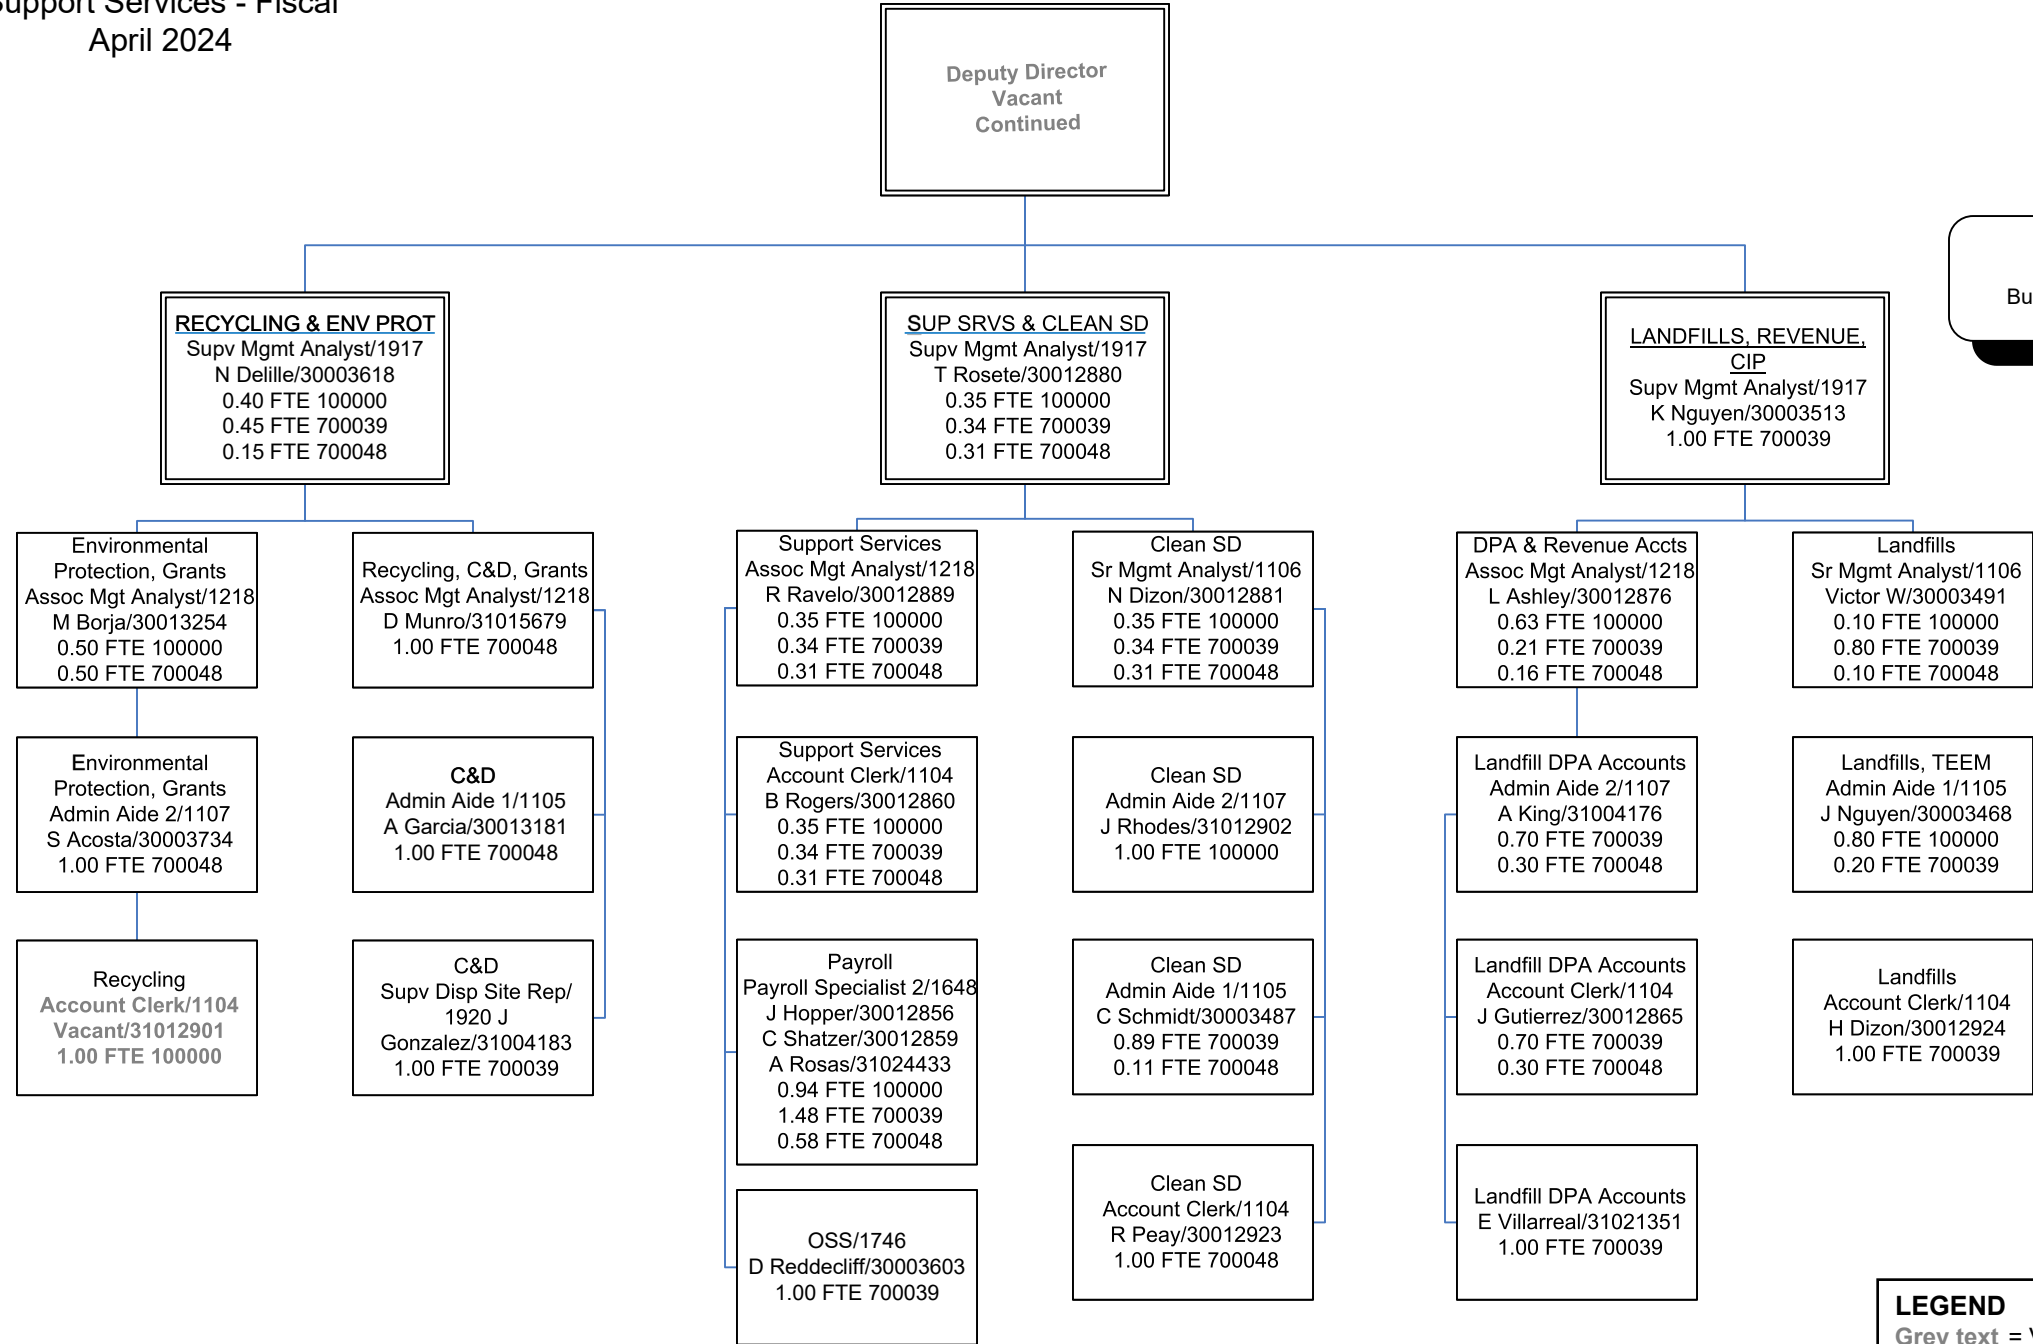 Support Services - Fiscal
April 2024
Deputy Director
Vacant
Continued
RECYCLING & ENV PROT
Supv Mgmt Analyst/1917
N Delille/30003618
0.40 FTE 100000
0.45 FTE 700039
0.15 FTE 700048
SUP SRVS & CLEAN SD
Supv Mgmt Analyst/1917
T Rosete/30012880
0.35 FTE 100000
0.34 FTE 700039
0.31 FTE 700048
LANDFILLS, REVENUE,
CIP
Supv Mgmt Analyst/1917
K Nguyen/30003513
1.00 FTE 700039
Environmental
Protection, Grants
Assoc Mgt Analyst/1218
M Borja/30013254
0.50 FTE 100000
0.50 FTE 700048
Recycling, C&D, Grants
Assoc Mgt Analyst/1218
D Munro/31015679
1.00 FTE 700048
Support Services
Assoc Mgt Analyst/1218
R Ravelo/30012889
0.35 FTE 100000
0.34 FTE 700039
0.31 FTE 700048
Clean SD
Sr Mgmt Analyst/1106
N Dizon/30012881
0.35 FTE 100000
0.34 FTE 700039
0.31 FTE 700048
DPA & Revenue Accts
Assoc Mgt Analyst/1218
L Ashley/30012876
0.63 FTE 100000
0.21 FTE 700039
0.16 FTE 700048
Landfills
Sr Mgmt Analyst/1106
Victor W/30003491
0.10 FTE 100000
0.80 FTE 700039
0.10 FTE 700048
Environmental
Protection, Grants
Admin Aide 2/1107
S Acosta/30003734
1.00 FTE 700048
C&D
Admin Aide 1/1105
A Garcia/30013181
1.00 FTE 700048
Support Services
Account Clerk/1104
B Rogers/30012860
0.35 FTE 100000
0.34 FTE 700039
0.31 FTE 700048
Clean SD
Admin Aide 2/1107
J Rhodes/31012902
1.00 FTE 100000
Landfill DPA Accounts
Admin Aide 2/1107
A King/31004176
0.70 FTE 700039
0.30 FTE 700048
Landfills, TEEM
Admin Aide 1/1105
J Nguyen/30003468
0.80 FTE 100000
0.20 FTE 700039
Recycling
Account Clerk/1104
Vacant/31012901
1.00 FTE 100000
C&D
Supv Disp Site Rep/
1920 J
Gonzalez/31004183
1.00 FTE 700039
Payroll
Payroll Specialist 2/1648
J Hopper/30012856
C Shatzer/30012859
A Rosas/31024433
0.94 FTE 100000
1.48 FTE 700039
0.58 FTE 700048
Clean SD
Admin Aide 1/1105
C Schmidt/30003487
0.89 FTE 700039
0.11 FTE 700048
Landfill DPA Accounts
Account Clerk/1104
J Gutierrez/30012865
0.70 FTE 700039
0.30 FTE 700048
Landfills
Account Clerk/1104
H Dizon/30012924
1.00 FTE 700039
OSS/1746
D Reddecliff/30003603
1.00 FTE 700039
Clean SD
Account Clerk/1104
R Peay/30012923
1.00 FTE 700048
Landfill DPA Accounts
E Villarreal/31021351
1.00 FTE 700039
LEGEND
Grey text =